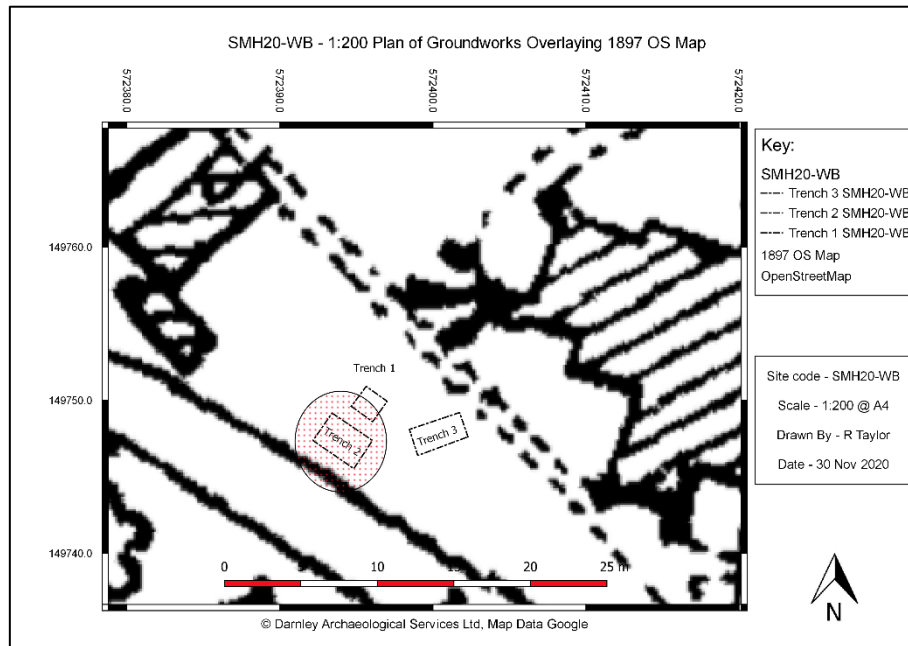 SMH20-WB - 1:200 Plan of Groundworks Overlaying 1897 OS Map
572380.0
572390.0
572400.0
572410.0
572420.0
149760.0
149750.0
149740.0
Trench 1
Trench 2
Trench 3
0 5 10 15 20 25 m
Key:
SMH20-WB
Trench 3 SMH20-WB
Trench 2 SMH20-WB
Trench 1 SMH20-WB
1897 OS Map
OpenStreetMap
Site code - SMH20-WB
Scale - 1:200 @ A4
Drawn By - R Taylor
Date - 30 Nov 2020
N
© Darnley Archaeological Services Ltd, Map Data Google